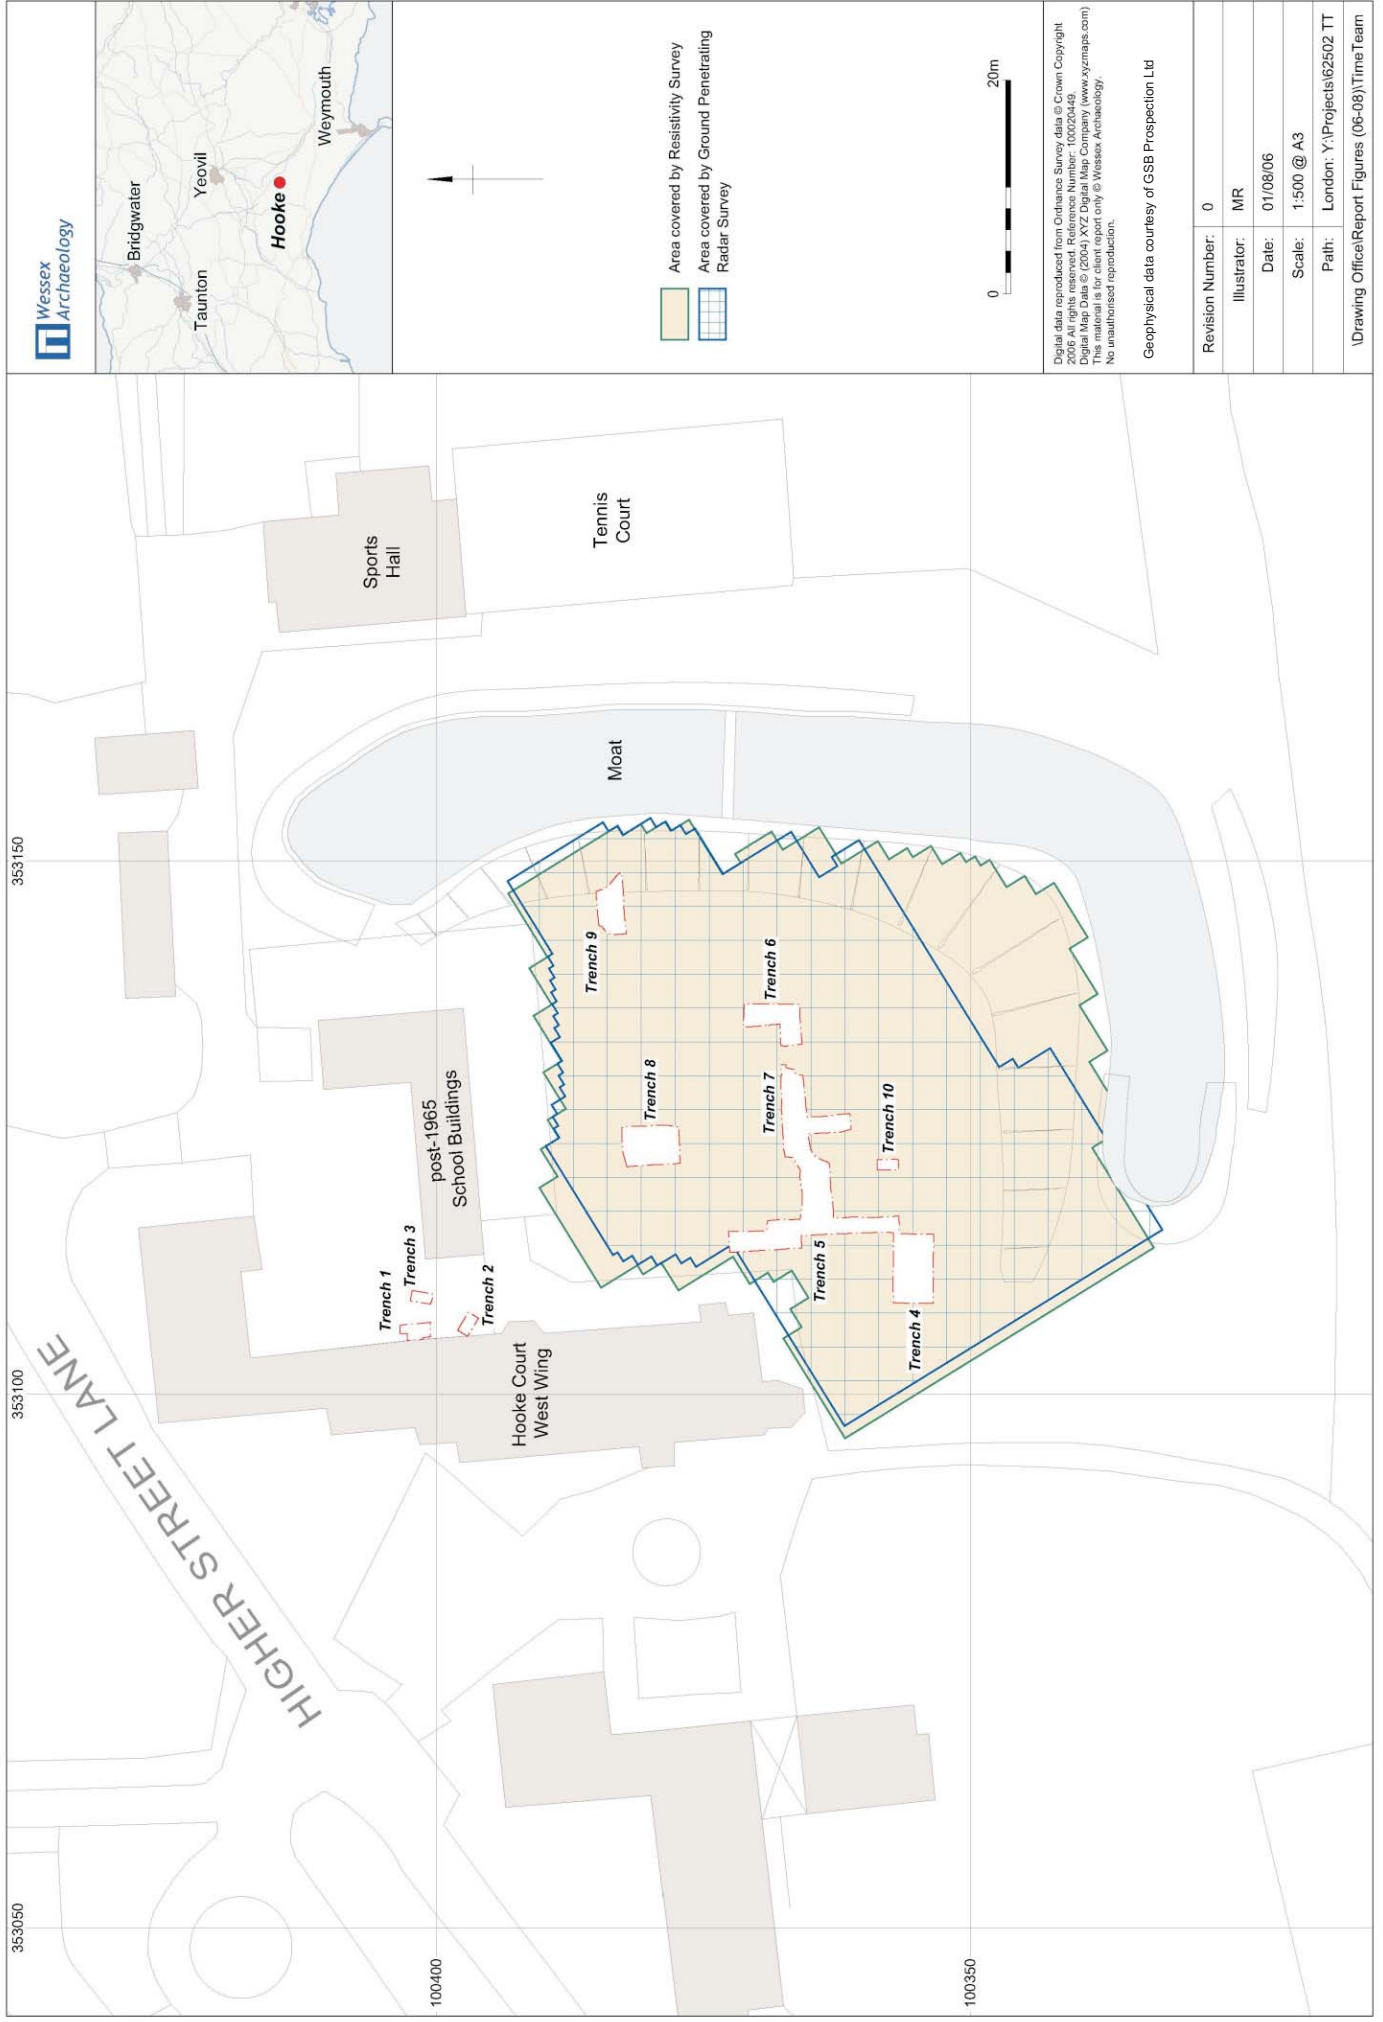 353050
353100
353150
100400
100350
HIGHER STREET LANE
Trench 1
Trench 3
Trench 2
post-1965
School Buildings
Hooke Court
West Wing
Sports
Hall
Tennis
Court
Moat
Trench 9
Trench 8
Trench 6
Trench 7
Trench 10
Trench 5
Trench 4
Wessex
Archaeology
Bridgwater
Taunton
Yeovil
Hooke
Weymouth
Area covered by Resistivity Survey
Area covered by Ground Penetrating
Radar Survey
0 20m
Digital data reproduced from Ordnance Survey data © Crown Copyright
2006 All rights reserved. Reference Number: 100020449.
Digital Map Data © (2004) XYZ Digital Map Company (www.xyzmaps.com)
This material is for client report only © Wessex Archaeology.
No unauthorised reproduction.
Geophysical data courtesy of GSB Prospection Ltd
Revision Number: 0
Illustrator: MR
Date: 01/08/06
Scale: 1:500 @ A3
Path: London: Y:\Projects\62502 TT
\Drawing Office\Report Figures (06-08)\TimeTeam